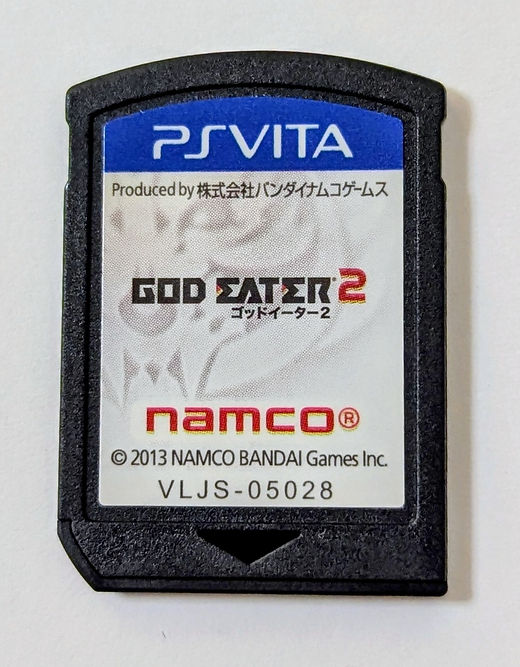 PSVITA
Produced by 株式会社バンダイナムコゲームス
GOD EATER 2
ゴッドイーター2
namco®
© 2013 NAMCO BANDAI Games Inc.
VLJS-05028